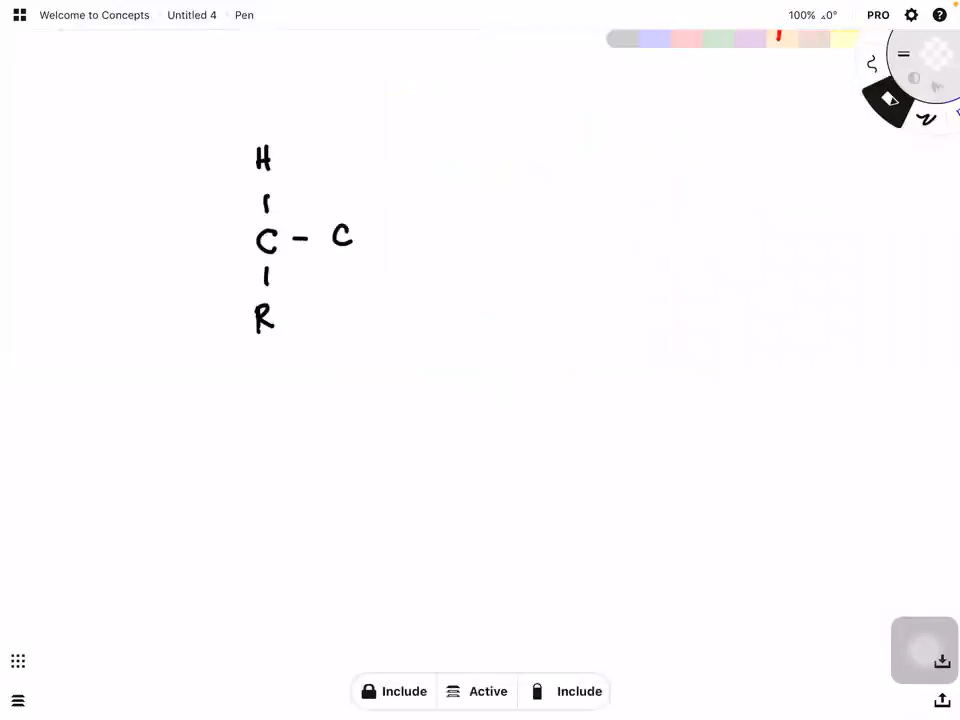 Welcome to Concepts Untitled 4 Pen 100% 0° PRO
H
C - C
R
Include Active Include